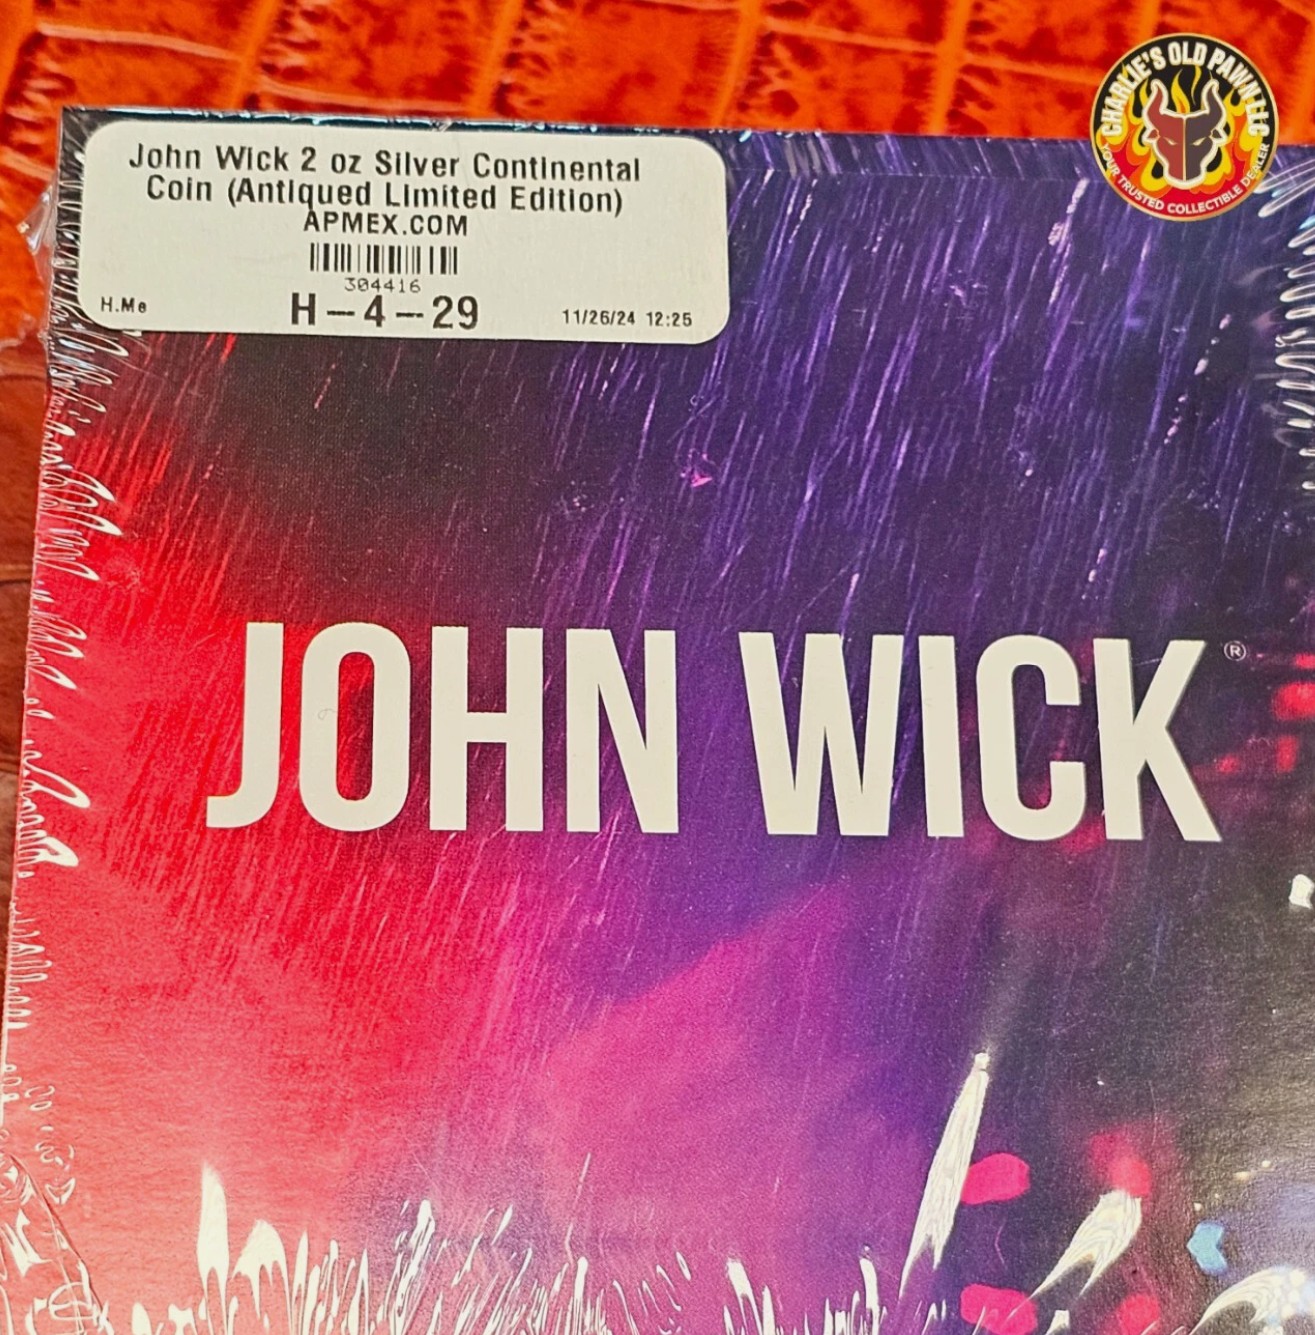 CHARLIE'S OLD PAWN LLC
YOUR TRUSTED COLLECTIBLE DEALER
John Wick 2 oz Silver Continental
Coin (Antiqued Limited Edition)
APMEX.COM
304416
H.Me H-4-29 11/26/24 12:25
JOHN WICK®